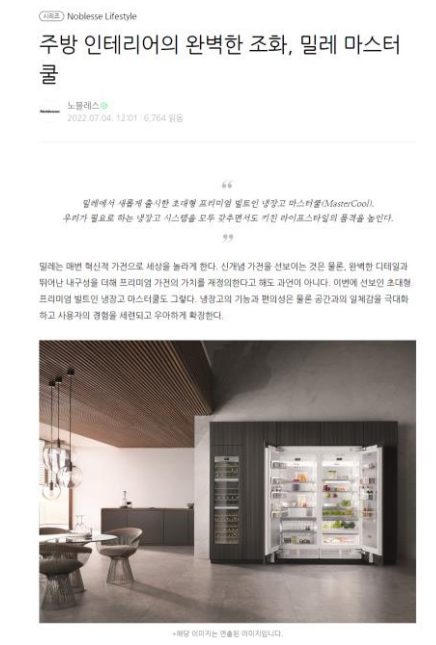 시리즈 Noblesse Lifestyle
주방 인테리어의 완벽한 조화, 밀레 마스터
쿨
노블레스
2022.07.04. 12:01 · 6,764 읽음
“
밀레에서 새롭게 출시한 초대형 프리미엄 빌트인 냉장고 마스터쿨(MasterCool).
우리가 필요로 하는 냉장고 시스템을 모두 갖추면서도 키친 라이프스타일의 품격을 높인다.
”
밀레는 매번 혁신적 가전으로 세상을 놀라게 한다. 신개념 가전을 선보이는 것은 물론, 완벽한 디테일과
뛰어난 내구성을 더해 프리미엄 가전의 가치를 재정의한다고 해도 과언이 아니다. 이번에 선보인 초대형
프리미엄 빌트인 냉장고 마스터쿨도 그렇다. 냉장고의 기능과 편의성은 물론 공간과의 일체감을 극대화
하고 사용자의 경험을 세련되고 우아하게 확장한다.
*해당 이미지는 연출된 이미지입니다.